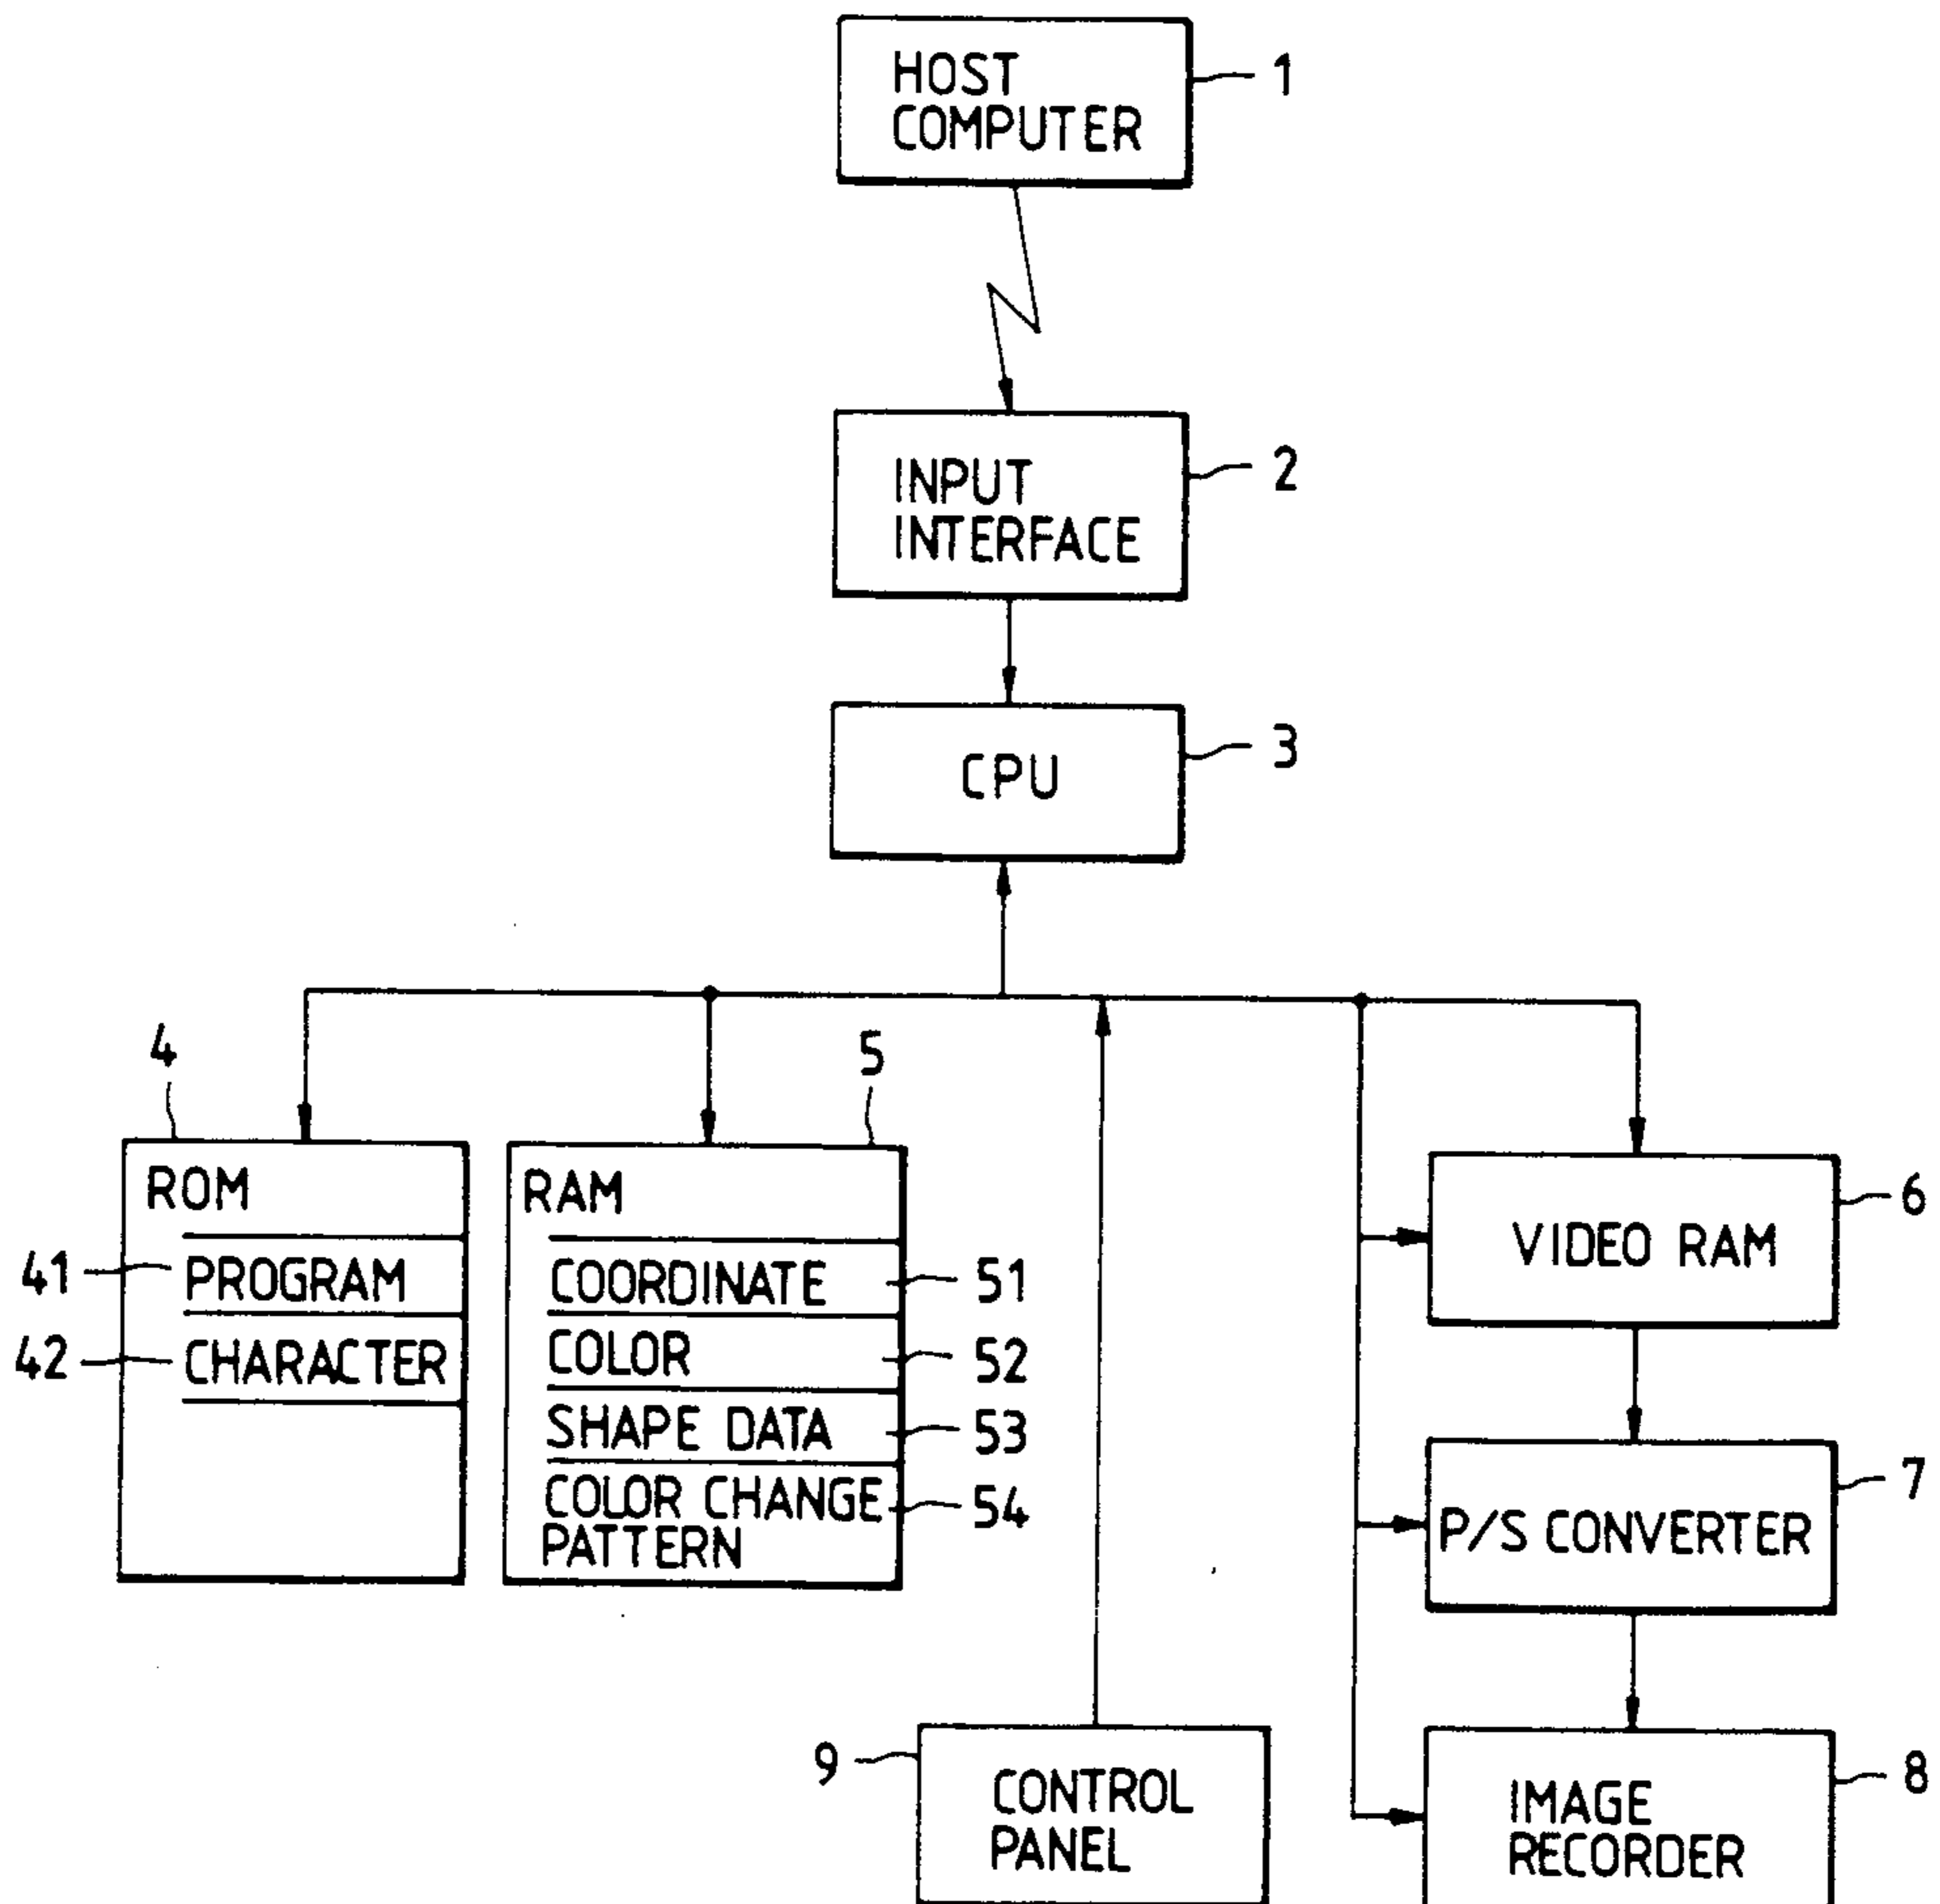 HOST
COMPUTER
1
INPUT
INTERFACE
2
CPU
3
4
ROM
41
PROGRAM
42
CHARACTER
5
RAM
COORDINATE
51
COLOR
52
SHAPE DATA
53
COLOR CHANGE
PATTERN
54
VIDEO RAM
6
P/S CONVERTER
7
IMAGE
RECORDER
8
9
CONTROL
PANEL